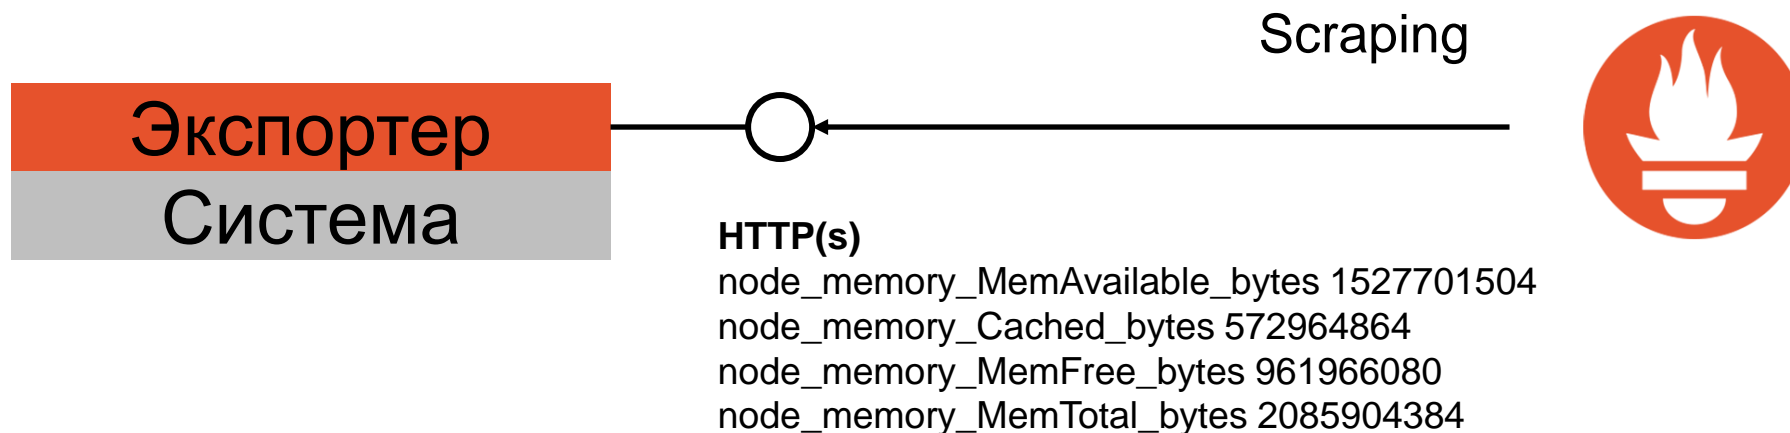 Scraping
Экспортер
Система
HTTP(s)
node_memory_MemAvailable_bytes 1527701504
node_memory_Cached_bytes 572964864
node_memory_MemFree_bytes 961966080
node_memory_MemTotal_bytes 2085904384